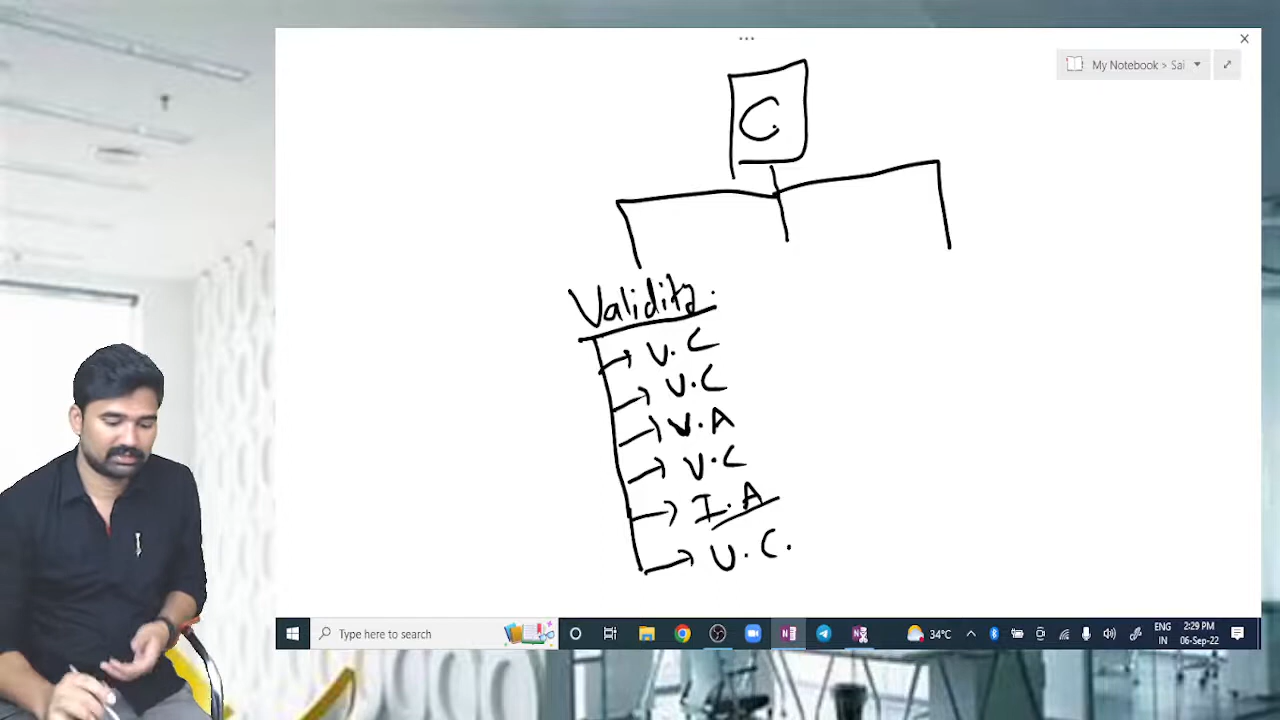 ...
My Notebook > Sai
C
Validity.
V.C
V.C
V.A
V.C
I.A
U.C.
Type here to search
34°C
ENG
IN
2:29 PM
06-Sep-22